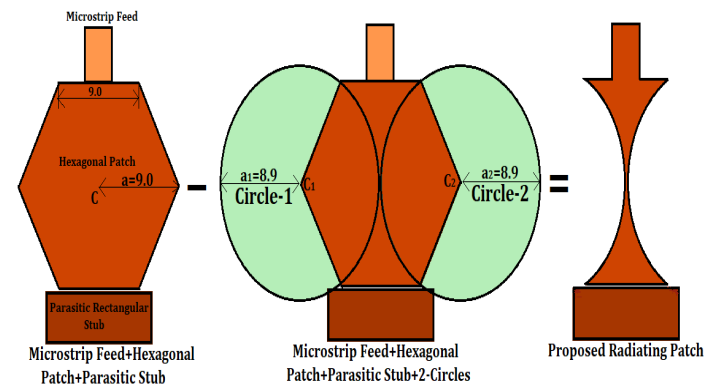 Microstrip Feed
9.0
Hexagonal Patch
a=9.0
C
Parasitic Rectangular
Stub
Microstrip Feed+Hexagonal
Patch+Parasitic Stub
−
a1=8.9
Circle-1
C1
C2
a2=8.9
Circle-2
Microstrip Feed+Hexagonal
Patch+Parasitic Stub+2-Circles
=
Proposed Radiating Patch